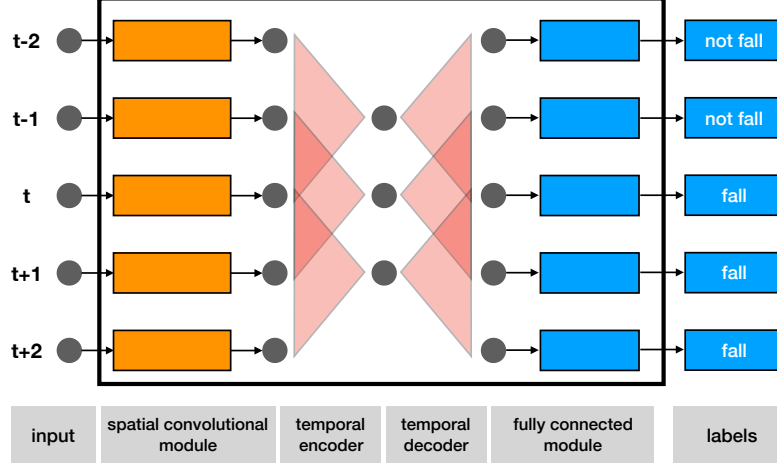 t-2
not fall
t-1
not fall
t
fall
t+1
fall
t+2
fall
input
spatial convolutional
module
temporal
encoder
temporal
decoder
fully connected
module
labels